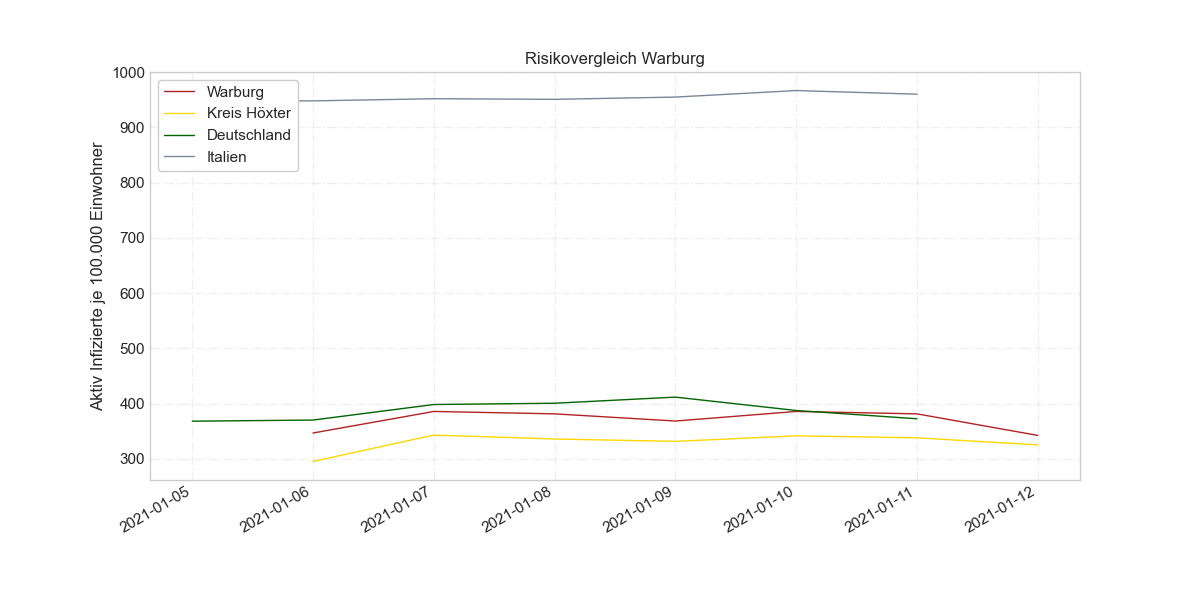 Risikovergleich Warburg
Aktiv Infizierte je 100.000 Einwohner
1000
900
800
700
600
500
400
300
Warburg
Kreis Höxter
Deutschland
Italien
2021-01-05
2021-01-06
2021-01-07
2021-01-08
2021-01-09
2021-01-10
2021-01-11
2021-01-12